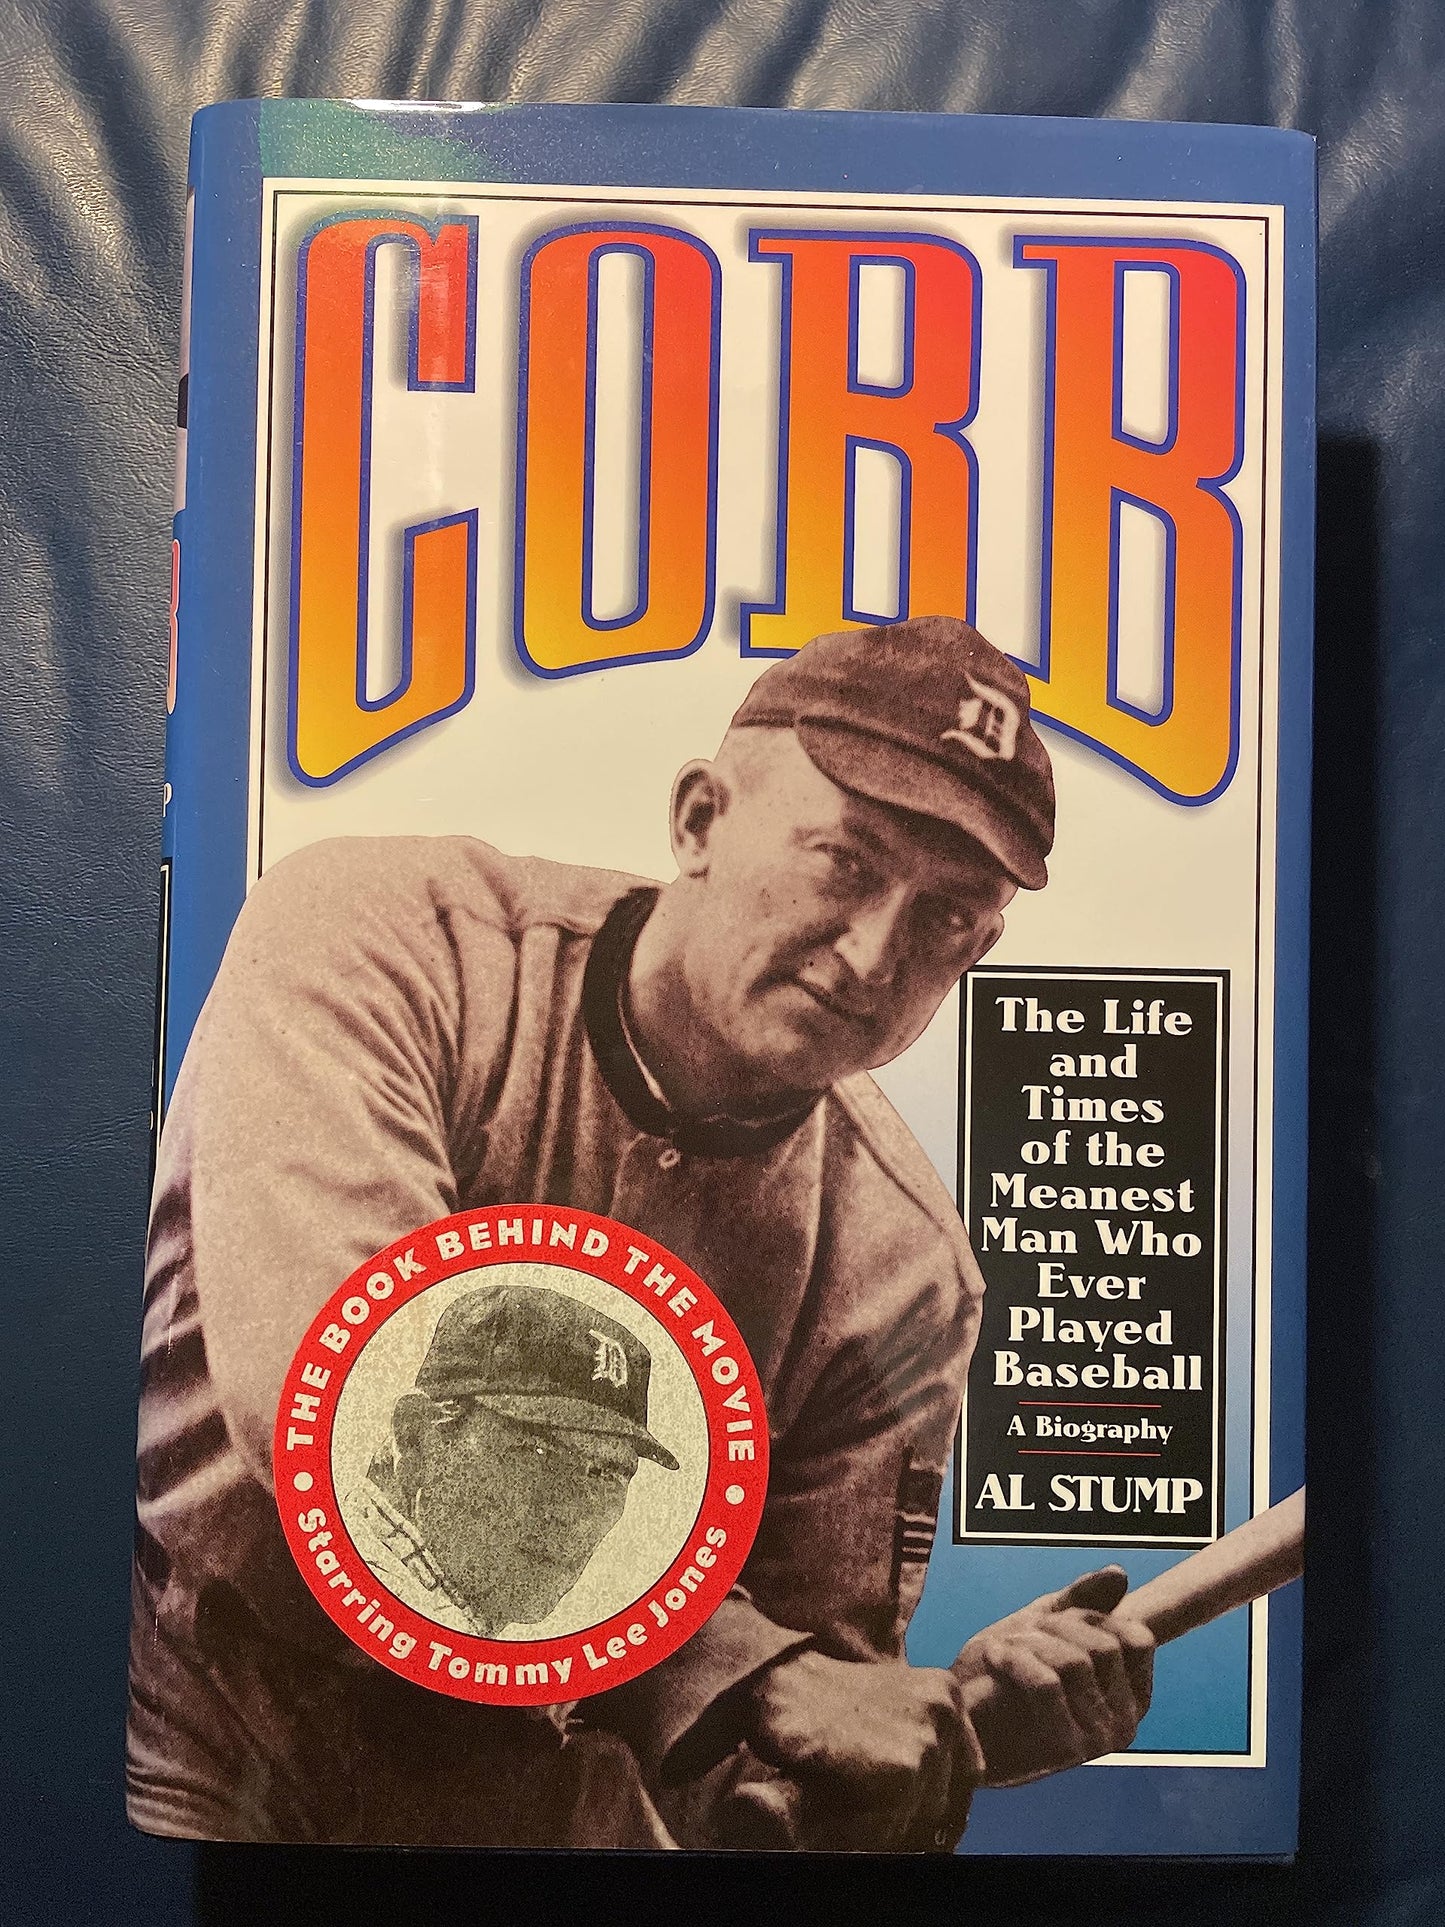 COBB
The Life
and
Times
of the
Meanest
Man Who
Ever
Played
Baseball
A Biography
AL STUMP
THE BOOK BEHIND THE MOVIE
Starring Tommy Lee Jones
D
D
B
P